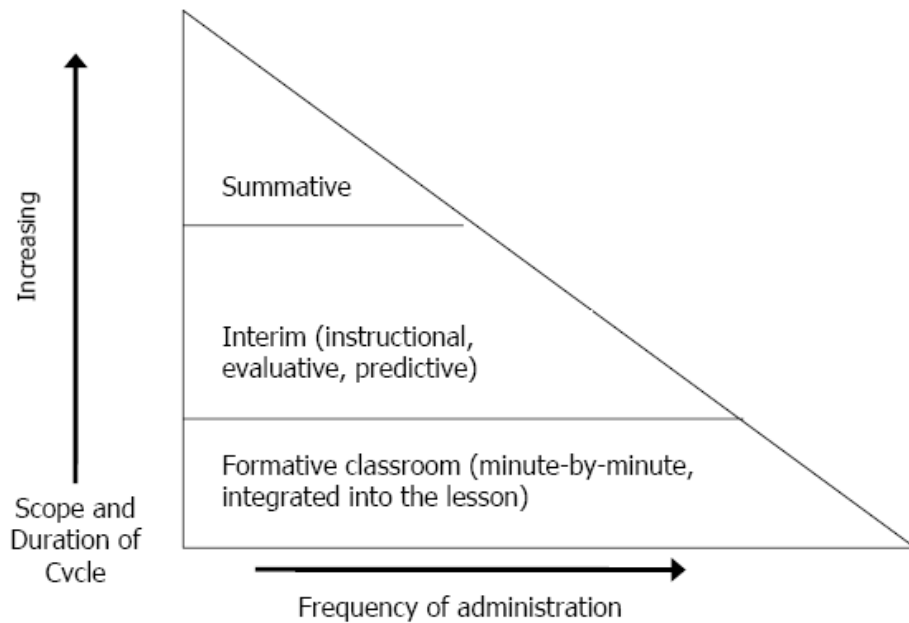 Summative
Increasing
Interim (instructional,
evaluative, predictive)
Formative classroom (minute-by-minute,
integrated into the lesson)
Scope and
Duration of
Cvcle
Frequency of administration